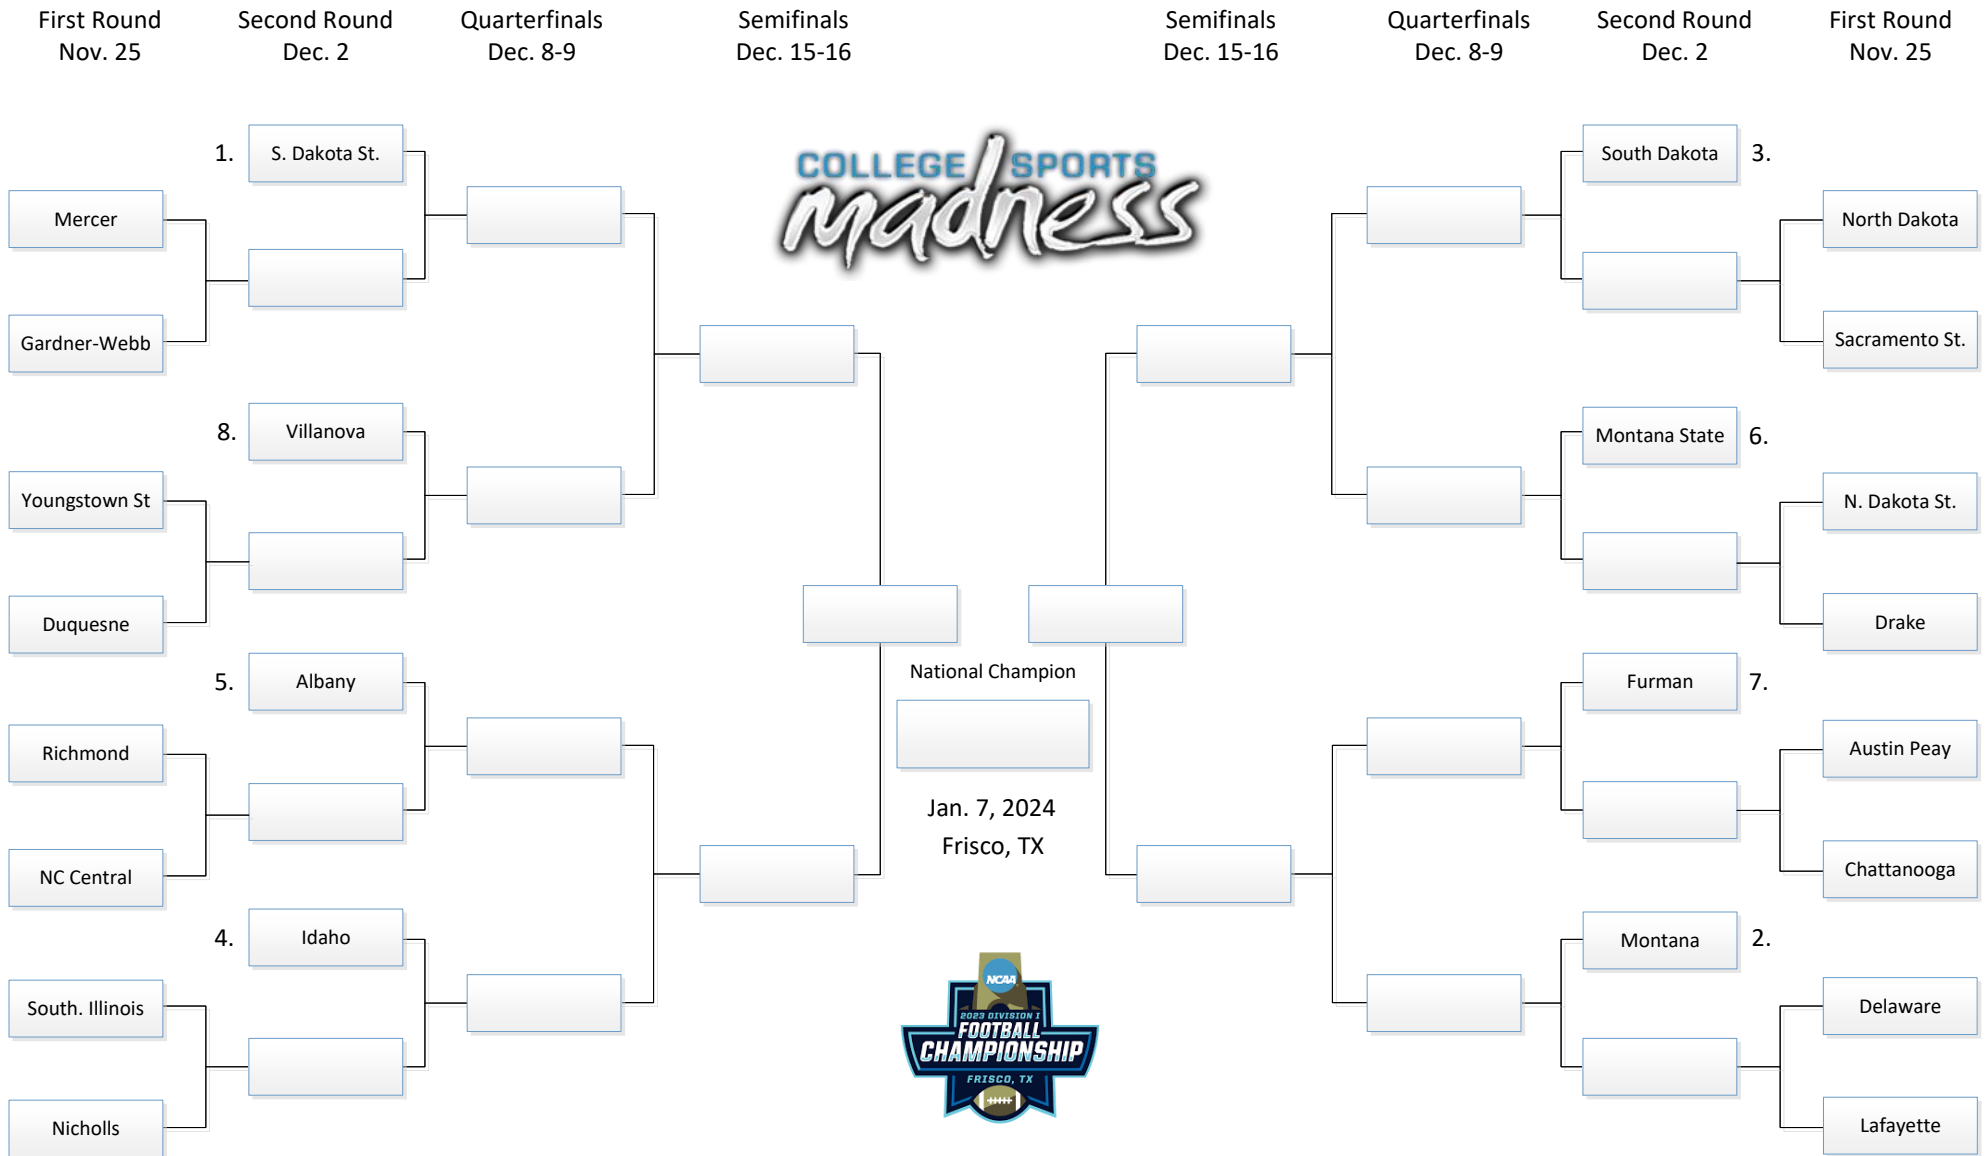 First Round
Nov. 25
Second Round
Dec. 2
Quarterfinals
Dec. 8-9
Semifinals
Dec. 15-16
Semifinals
Dec. 15-16
Quarterfinals
Dec. 8-9
Second Round
Dec. 2
First Round
Nov. 25
COLLEGE SPORTS
madness
1. S. Dakota St.
Mercer
Gardner-Webb
8. Villanova
Youngstown St
Duquesne
5. Albany
Richmond
NC Central
4. Idaho
South. Illinois
Nicholls
National Champion
Jan. 7, 2024
Frisco, TX
NCAA
2023 DIVISION I
FOOTBALL
CHAMPIONSHIP
FRISCO, TX
South Dakota 3.
North Dakota
Sacramento St.
Montana State 6.
N. Dakota St.
Drake
Furman 7.
Austin Peay
Chattanooga
Montana 2.
Delaware
Lafayette